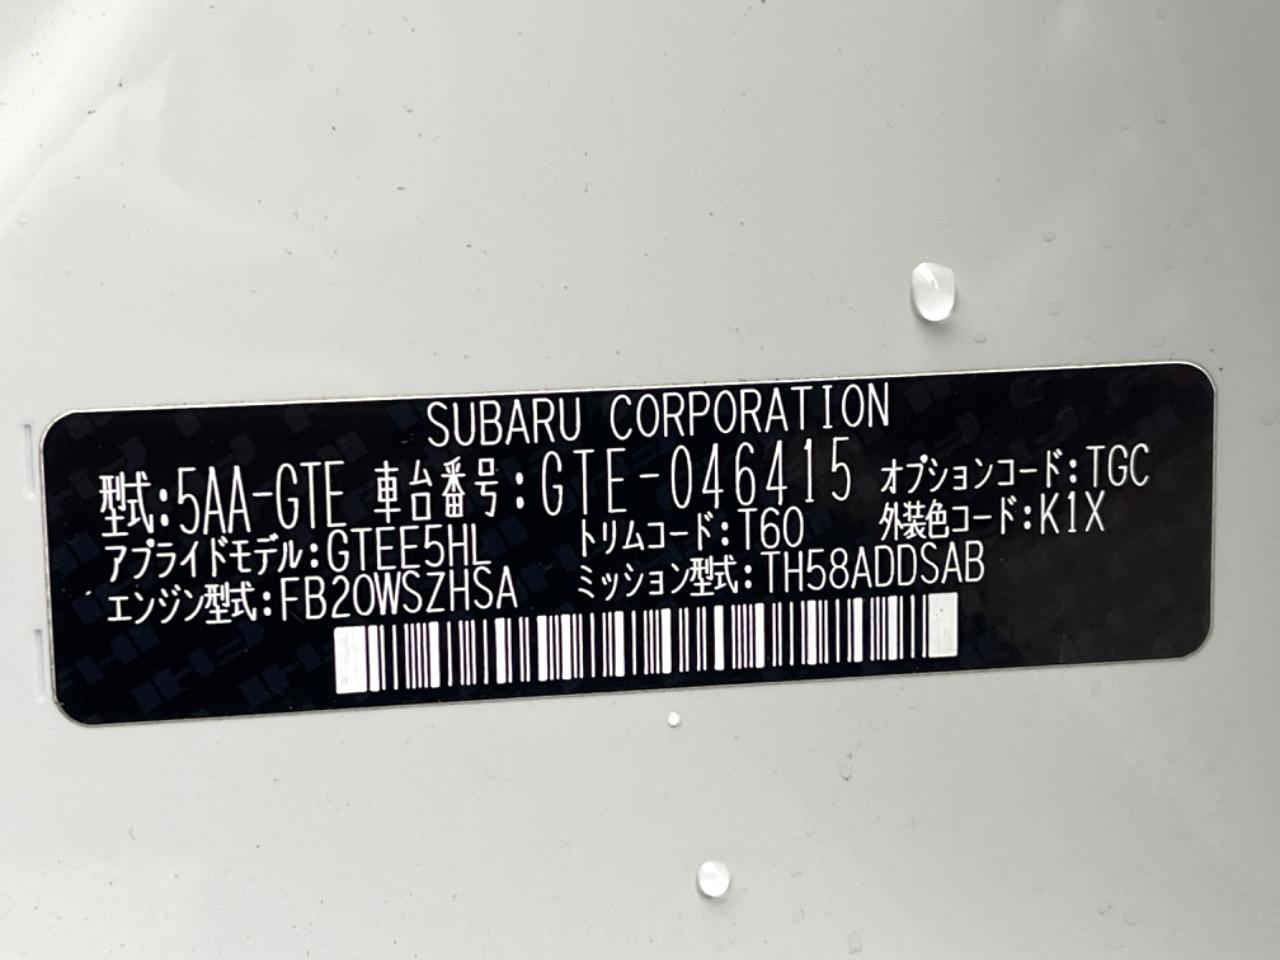 SUBARU CORPORATION
型式:5AA-GTE 車台番号:GTE-046415 オプションコード:TGC
アプライドモデル:GTEE5HL トリムコード:T60 外装色コード:K1X
エンジン型式:FB20WSZHSA ミッション型式:TH58ADDSAB